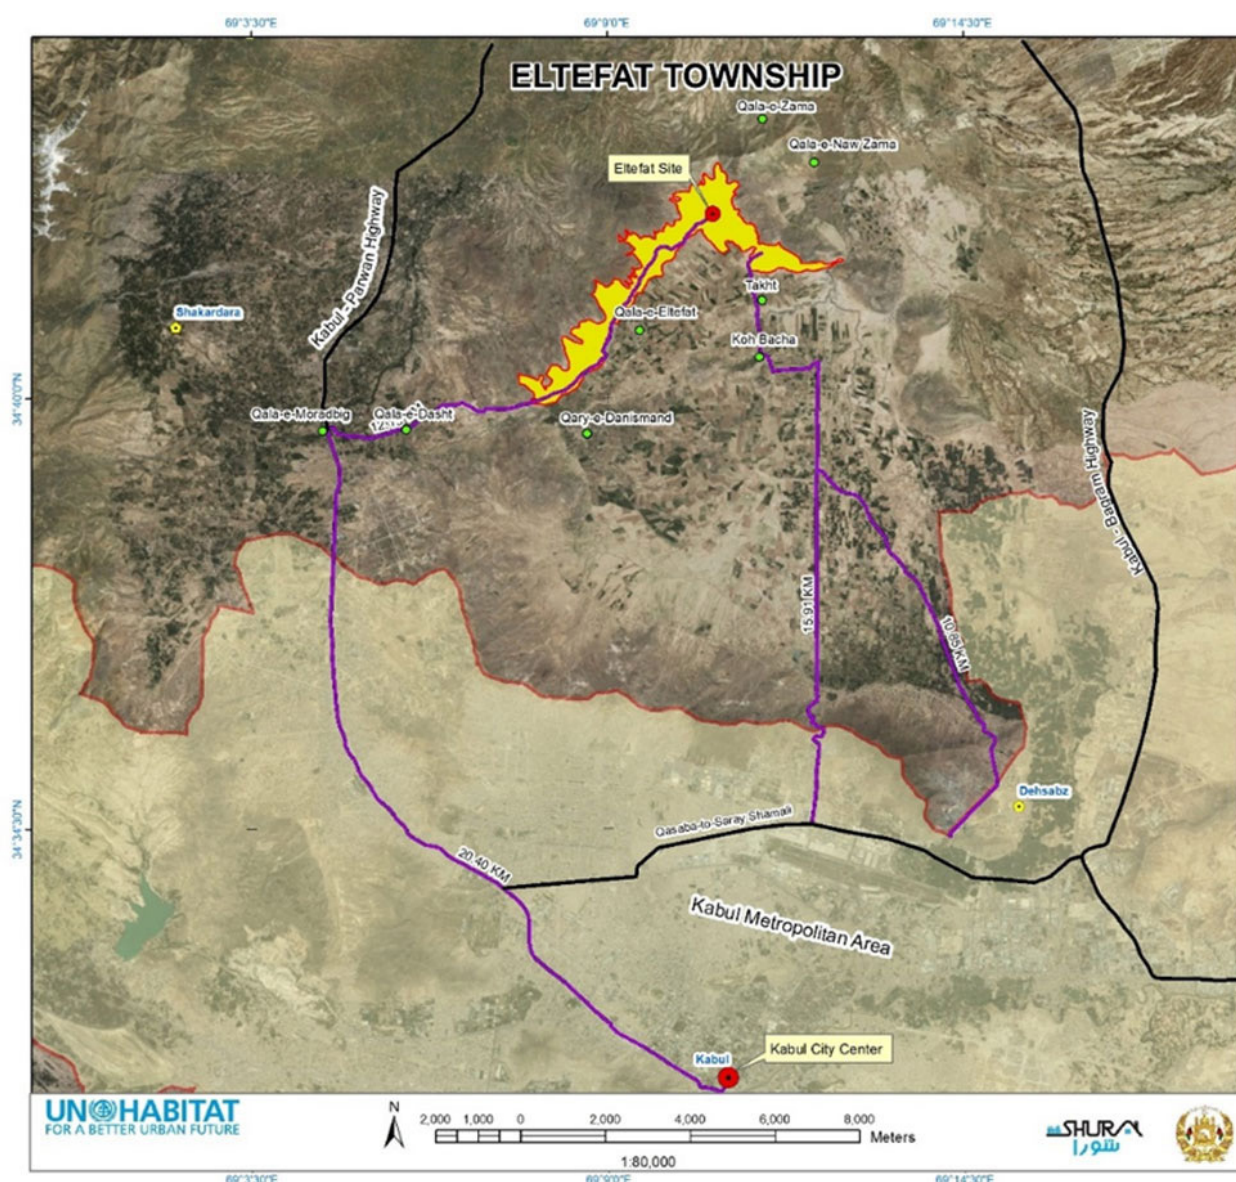 69°3'30"E
69°9'0"E
69°14'30"E
ELTEFAT TOWNSHIP
Qala-e-Zama
Qala-e-Naw Zama
Eltefat Site
Kabul - Parwan Highway
Takht
Shakardara
Qala-e-Eltefat
Koh Bacha
34°40'0"N
Qala-e-Moradbig
Qala-e-Dasht
Qary-e-Danismand
Kabul - Bagram Highway
15.91 KM
10.65 KM
Dehsabz
34°34'30"N
Qasaba-to-Saray Shamali
20.40 KM
Kabul Metropolitan Area
Kabul
Kabul City Center
UN HABITAT
FOR A BETTER URBAN FUTURE
N
2,000 1,000 0 2,000 4,000 6,000 8,000
Meters
1:80,000
SHURA
شورا
69°3'30"E
69°9'0"E
69°14'30"E